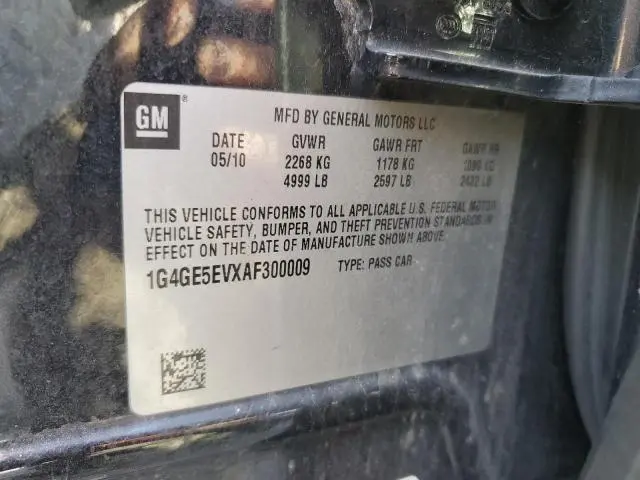 GM®
MFD BY GENERAL MOTORS LLC
DATE GVWR GAWR FRT GAWR RR
05/10 2268 KG 1178 KG KG
4999 LB 2597 LB LB
THIS VEHICLE CONFORMS TO ALL APPLICABLE U.S. FEDERAL MOTOR
VEHICLE SAFETY, BUMPER, AND THEFT PREVENTION STANDARDS IN
EFFECT ON THE DATE OF MANUFACTURE SHOWN ABOVE.
1G4GE5EVXAF300009 TYPE: PASS CAR